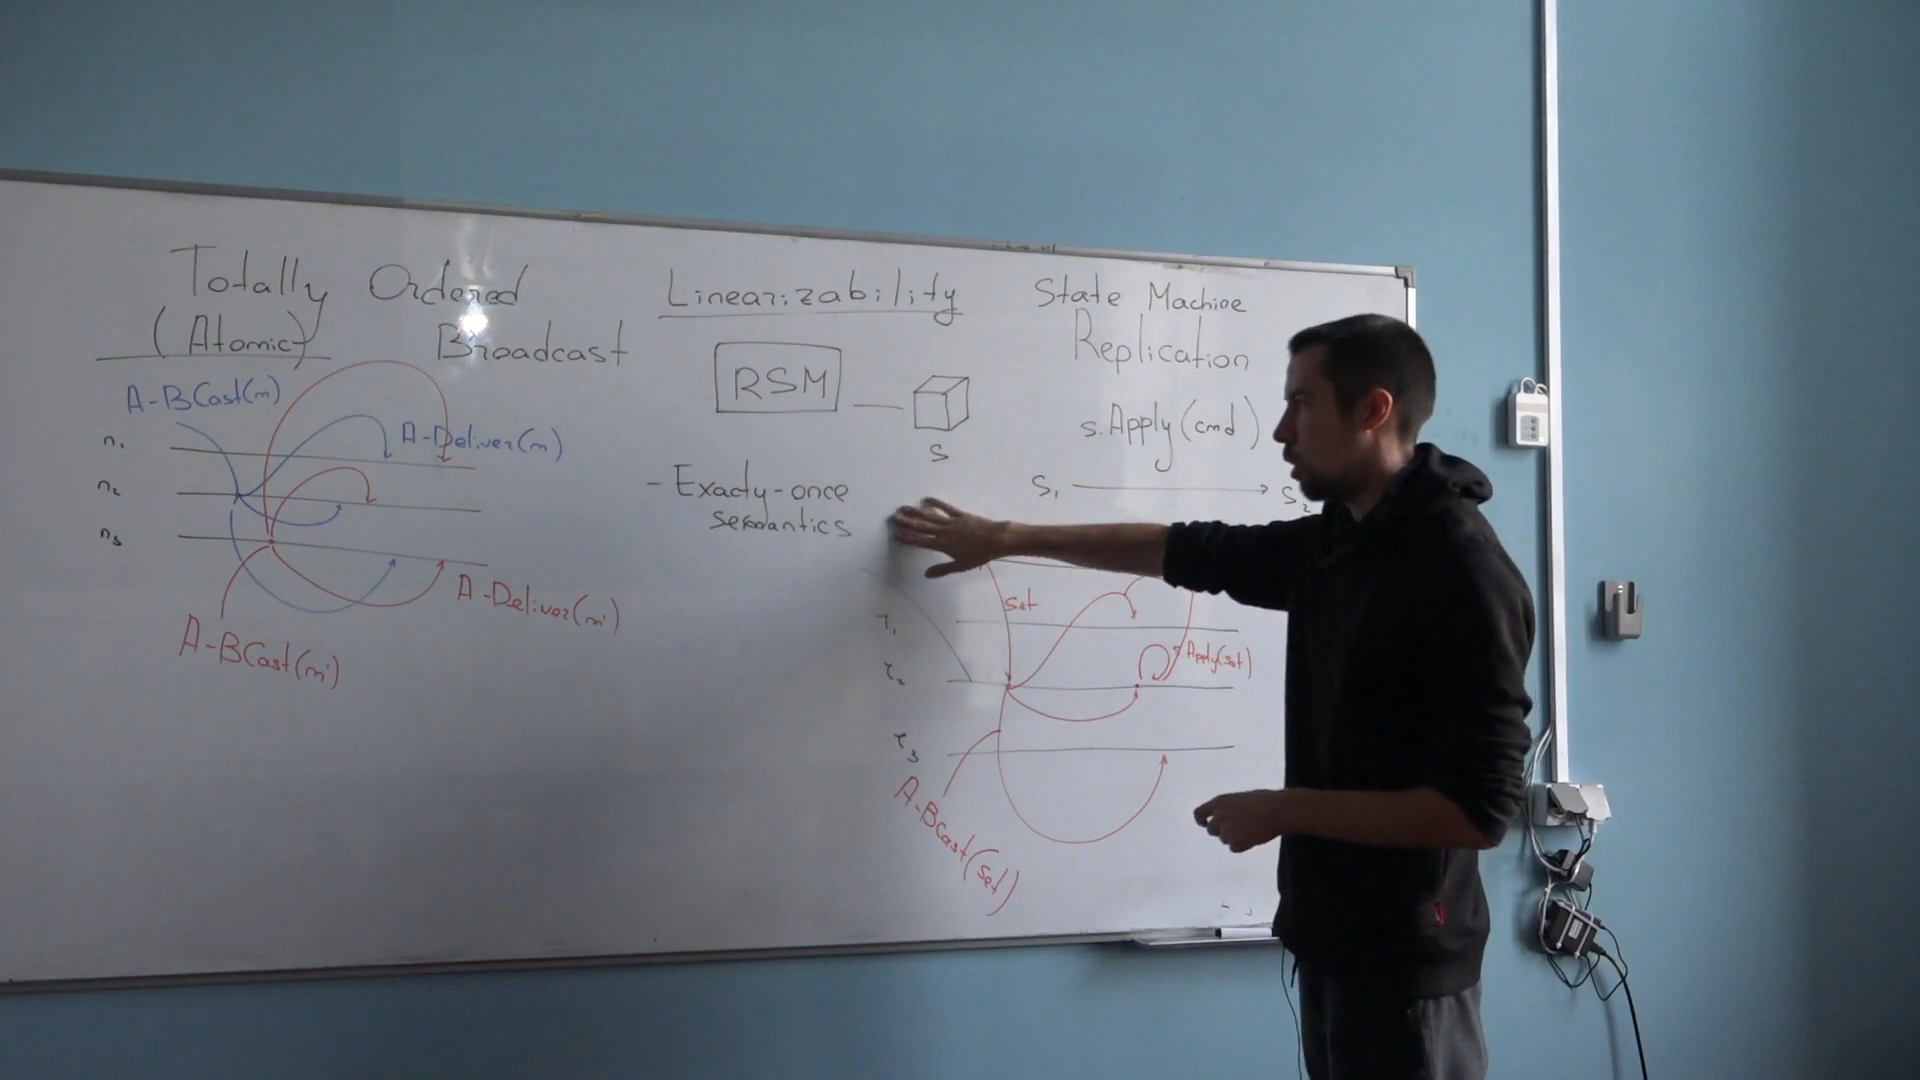 Totally Ordered
(Atomic) Broadcast
A-BCast(m)
n1
n2
n3
A-Deliver(m)
A-Deliver(m')
A-BCast(m')
Linearizability
RSM
S
- Exactly-once
semantics
State Machine
Replication
s.Apply(cmd)
S1 S2
set
r1
r2
r3
s.Apply(set)
A-BCast(set)